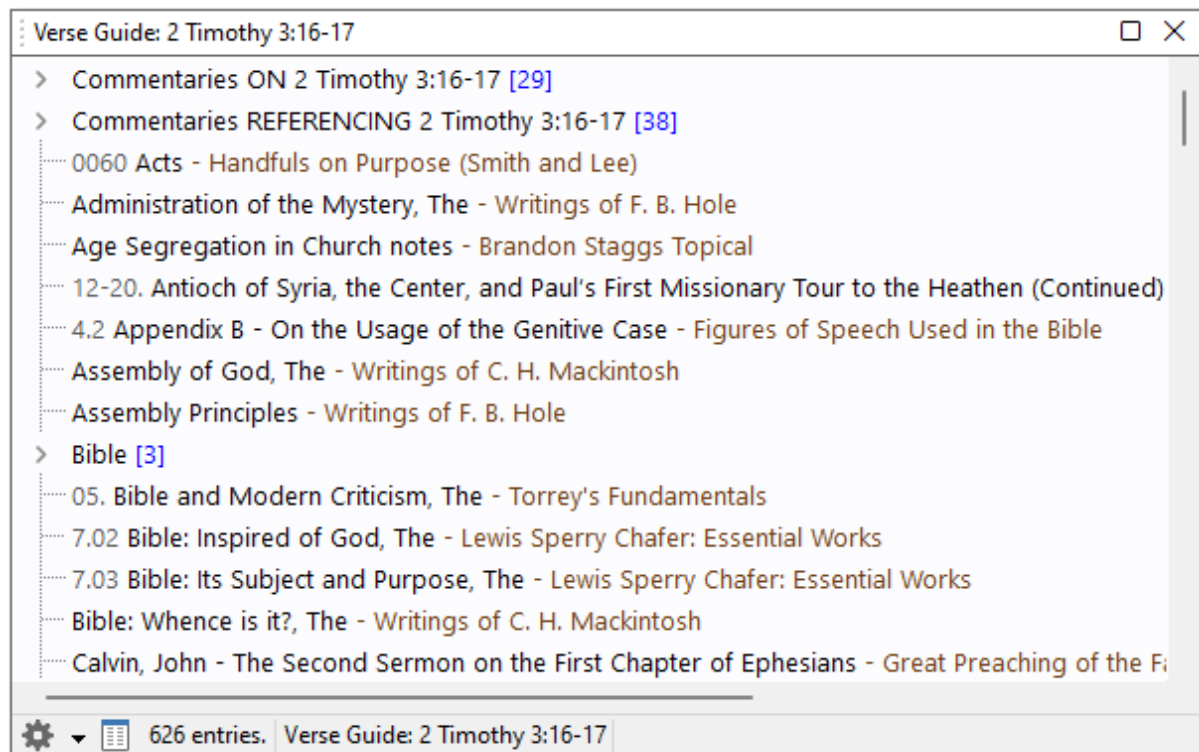 Verse Guide: 2 Timothy 3:16-17
Commentaries ON 2 Timothy 3:16-17 [29]
Commentaries REFERENCING 2 Timothy 3:16-17 [38]
0060 Acts - Handfuls on Purpose (Smith and Lee)
Administration of the Mystery, The - Writings of F. B. Hole
Age Segregation in Church notes - Brandon Staggs Topical
12-20. Antioch of Syria, the Center, and Paul's First Missionary Tour to the Heathen (Continued)
4.2 Appendix B - On the Usage of the Genitive Case - Figures of Speech Used in the Bible
Assembly of God, The - Writings of C. H. Mackintosh
Assembly Principles - Writings of F. B. Hole
Bible [3]
05. Bible and Modern Criticism, The - Torrey's Fundamentals
7.02 Bible: Inspired of God, The - Lewis Sperry Chafer: Essential Works
7.03 Bible: Its Subject and Purpose, The - Lewis Sperry Chafer: Essential Works
Bible: Whence is it?, The - Writings of C. H. Mackintosh
Calvin, John - The Second Sermon on the First Chapter of Ephesians - Great Preaching of the
626 entries. Verse Guide: 2 Timothy 3:16-17